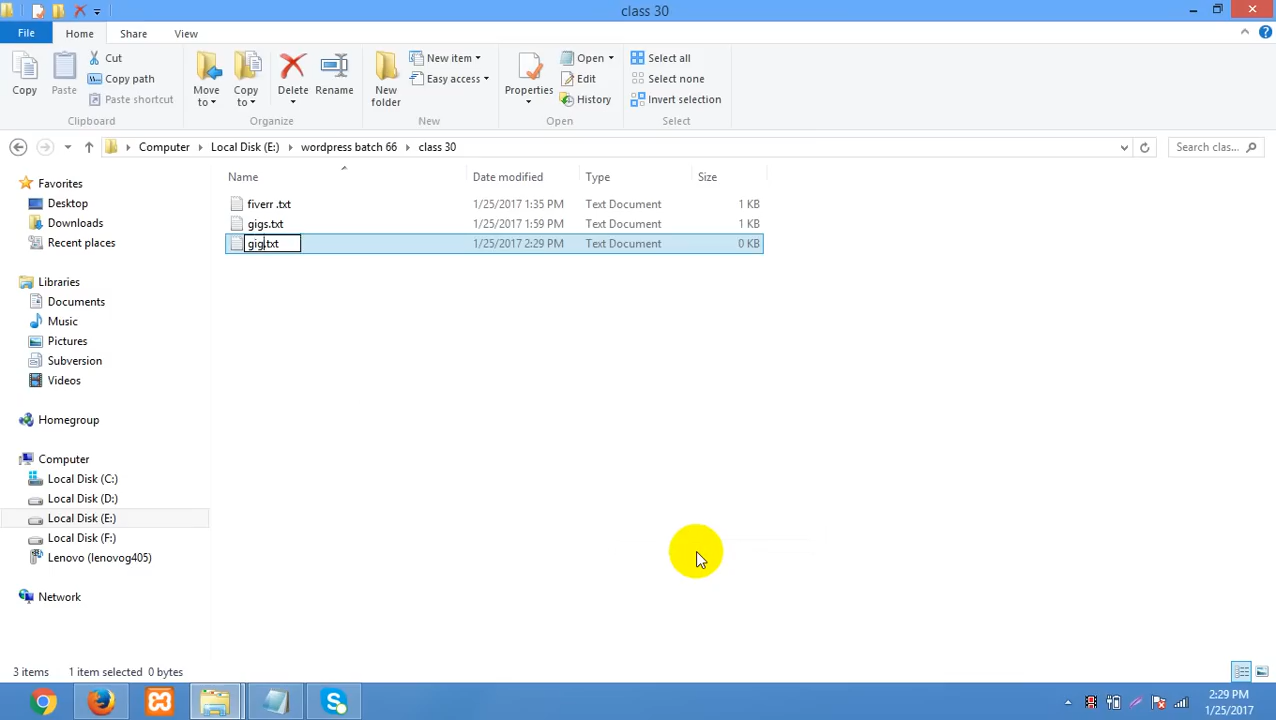 class 30
File
Home
Share
View
Copy
Paste
Cut
Copy path
Paste shortcut
Clipboard
Move to
Copy to
Delete
Rename
Organize
New folder
New item
Easy access
New
Properties
Open
Edit
History
Open
Select all
Select none
Invert selection
Select
Computer
Local Disk (E:)
wordpress batch 66
class 30
Search clas...
Name
Date modified
Type
Size
fiverr .txt 1/25/2017 1:35 PM Text Document 1 KB
gigs.txt 1/25/2017 1:59 PM Text Document 1 KB
gig.txt 1/25/2017 2:29 PM Text Document 0 KB
Favorites
Desktop
Downloads
Recent places
Libraries
Documents
Music
Pictures
Subversion
Videos
Homegroup
Computer
Local Disk (C:)
Local Disk (D:)
Local Disk (E:)
Local Disk (F:)
Lenovo (lenovog405)
Network
3 items 1 item selected 0 bytes
2:29 PM
1/25/2017